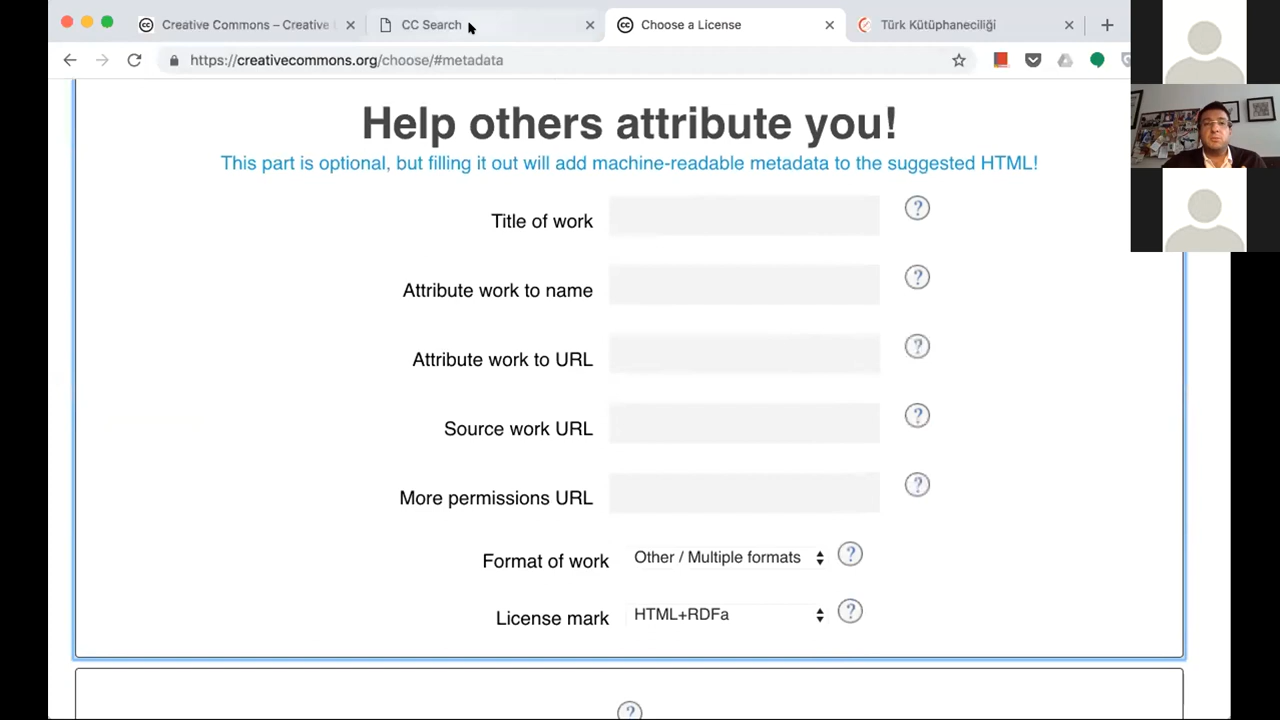 Creative Commons – Creative
CC Search
Choose a License
Türk Kütüphaneciliği
https://creativecommons.org/choose/#metadata
Help others attribute you!
This part is optional, but filling it out will add machine-readable metadata to the suggested HTML!
Title of work
?
Attribute work to name
?
Attribute work to URL
?
Source work URL
?
More permissions URL
?
Format of work
Other / Multiple formats
?
License mark
HTML+RDFa
?
?